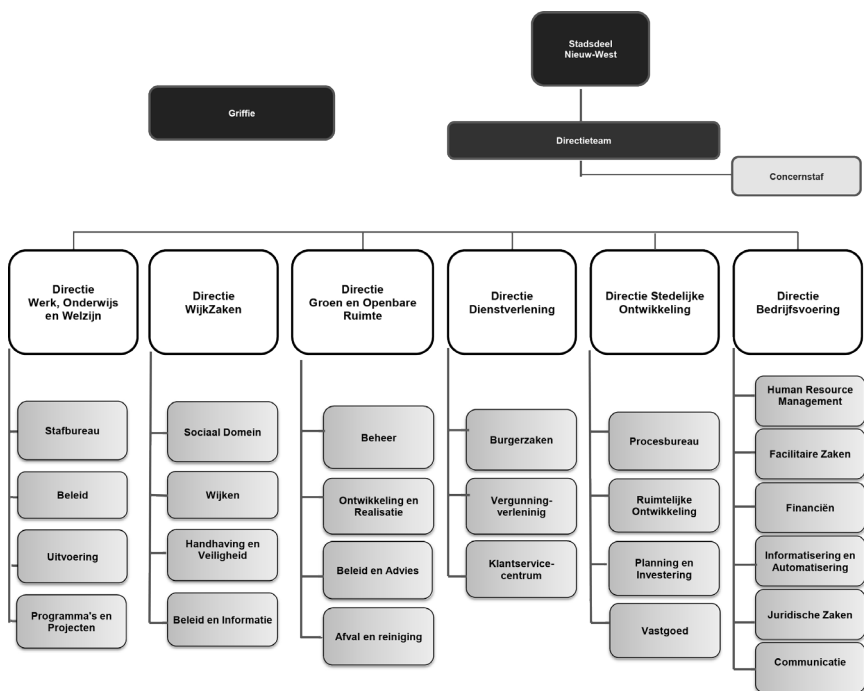 Stadsdeel
Nieuw-West
Griffie
Directieteam
Concernstaf
Directie
Werk, Onderwijs
en Welzijn
Directie
WijkZaken
Directie
Groen en Openbare
Ruimte
Directie
Dienstverlening
Directie Stedelijke
Ontwikkeling
Directie
Bedrijfsvoering
Stafbureau
Beleid
Uitvoering
Programma's en
Projecten
Sociaal Domein
Wijken
Handhaving en
Veiligheid
Beleid en Informatie
Beheer
Ontwikkeling en
Realisatie
Beleid en Advies
Afval en reiniging
Burgerzaken
Vergunning-
verleninig
Klantservice-
centrum
Procesbureau
Ruimtelijke
Ontwikkeling
Planning en
Investering
Vastgoed
Human Resource
Management
Facilitaire Zaken
Financiën
Informatisering en
Automatisering
Juridische Zaken
Communicatie